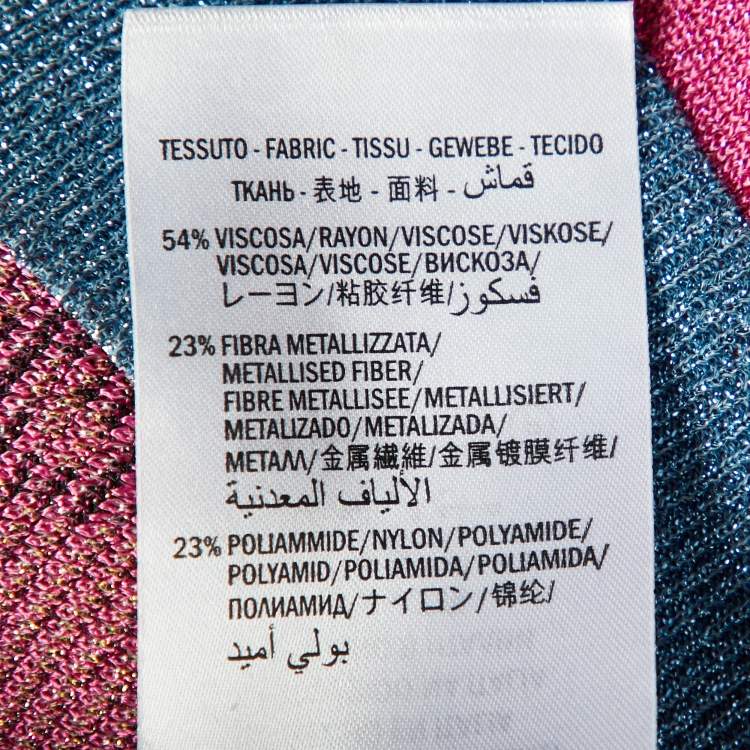 TESSUTO - FABRIC - TISSU - GEWEBE - TECIDO
ТКАНЬ - 表地 - 面料 - قماش
54% VISCOSA/RAYON/VISCOSE/VISKOSE/
VISCOSA/VISCOSE/ВИСКОЗА/
レーヨン/粘胶纤维/فسكوز
23% FIBRA METALLIZZATA/
METALLISED FIBER/
FIBRE METALLISEE/METALLISIERT/
METALIZADO/METALIZADA/
МЕТАЛЛ/金属繊維/金属镀膜纤维/
الألياف المعدنية
23% POLIAMMIDE/NYLON/POLYAMIDE/
POLYAMID/POLIAMIDA/POLIAMIDA/
ПОЛИАМИД/ナイロン/锦纶/
بولي أميد